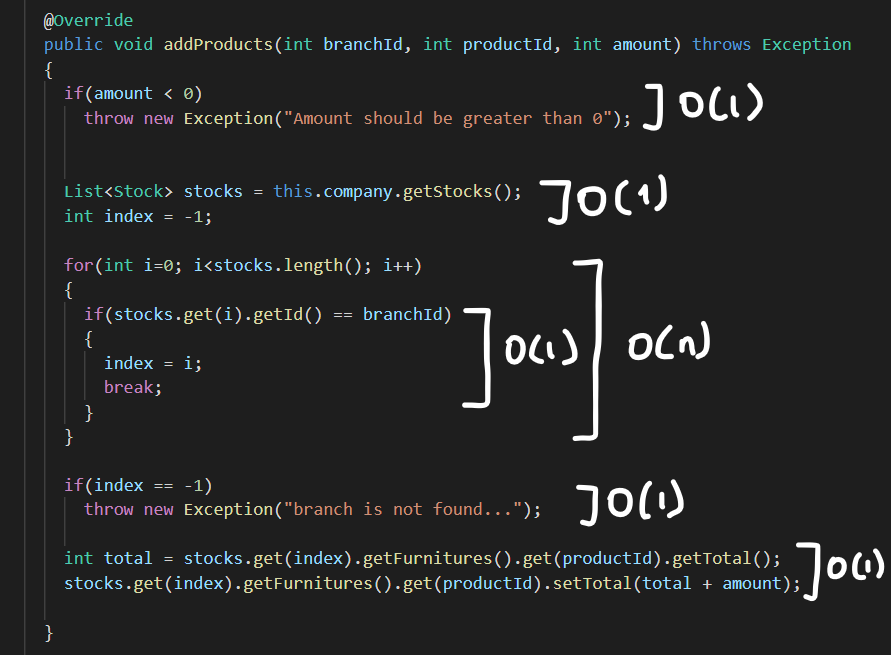 @Override
public void addProducts(int branchId, int productId, int amount) throws Exception
{
if(amount < 0)
throw new Exception("Amount should be greater than 0"); ] O(1)
List<Stock> stocks = this.company.getStocks(); ] O(1)
int index = -1;
for(int i=0; i<stocks.length(); i++)
{
if(stocks.get(i).getId() == branchId)
{ ] O(1) ] O(n)
index = i;
break;
}
}
if(index == -1)
throw new Exception("branch is not found..."); ] O(1)
int total = stocks.get(index).getFurnitures().get(productId).getTotal(); ] O(1)
stocks.get(index).getFurnitures().get(productId).setTotal(total + amount);
}